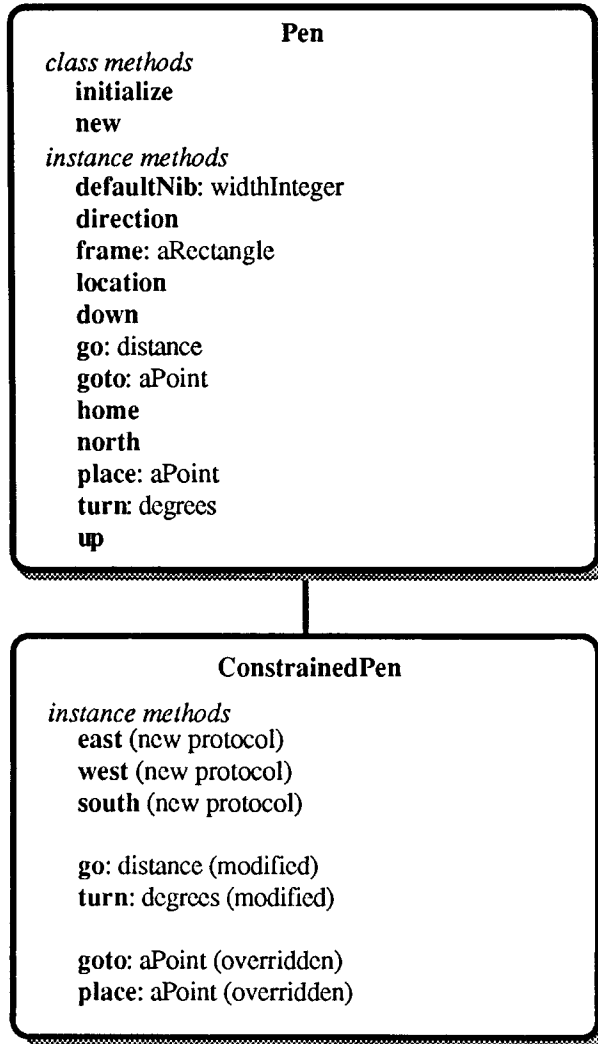 Pen
class methods
initialize
new
instance methods
defaultNib: widthInteger
direction
frame: aRectangle
location
down
go: distance
goto: aPoint
home
north
place: aPoint
turn: degrees
up
ConstrainedPen
instance methods
east (new protocol)
west (new protocol)
south (new protocol)
go: distance (modified)
turn: degrees (modified)
goto: aPoint (overridden)
place: aPoint (overridden)